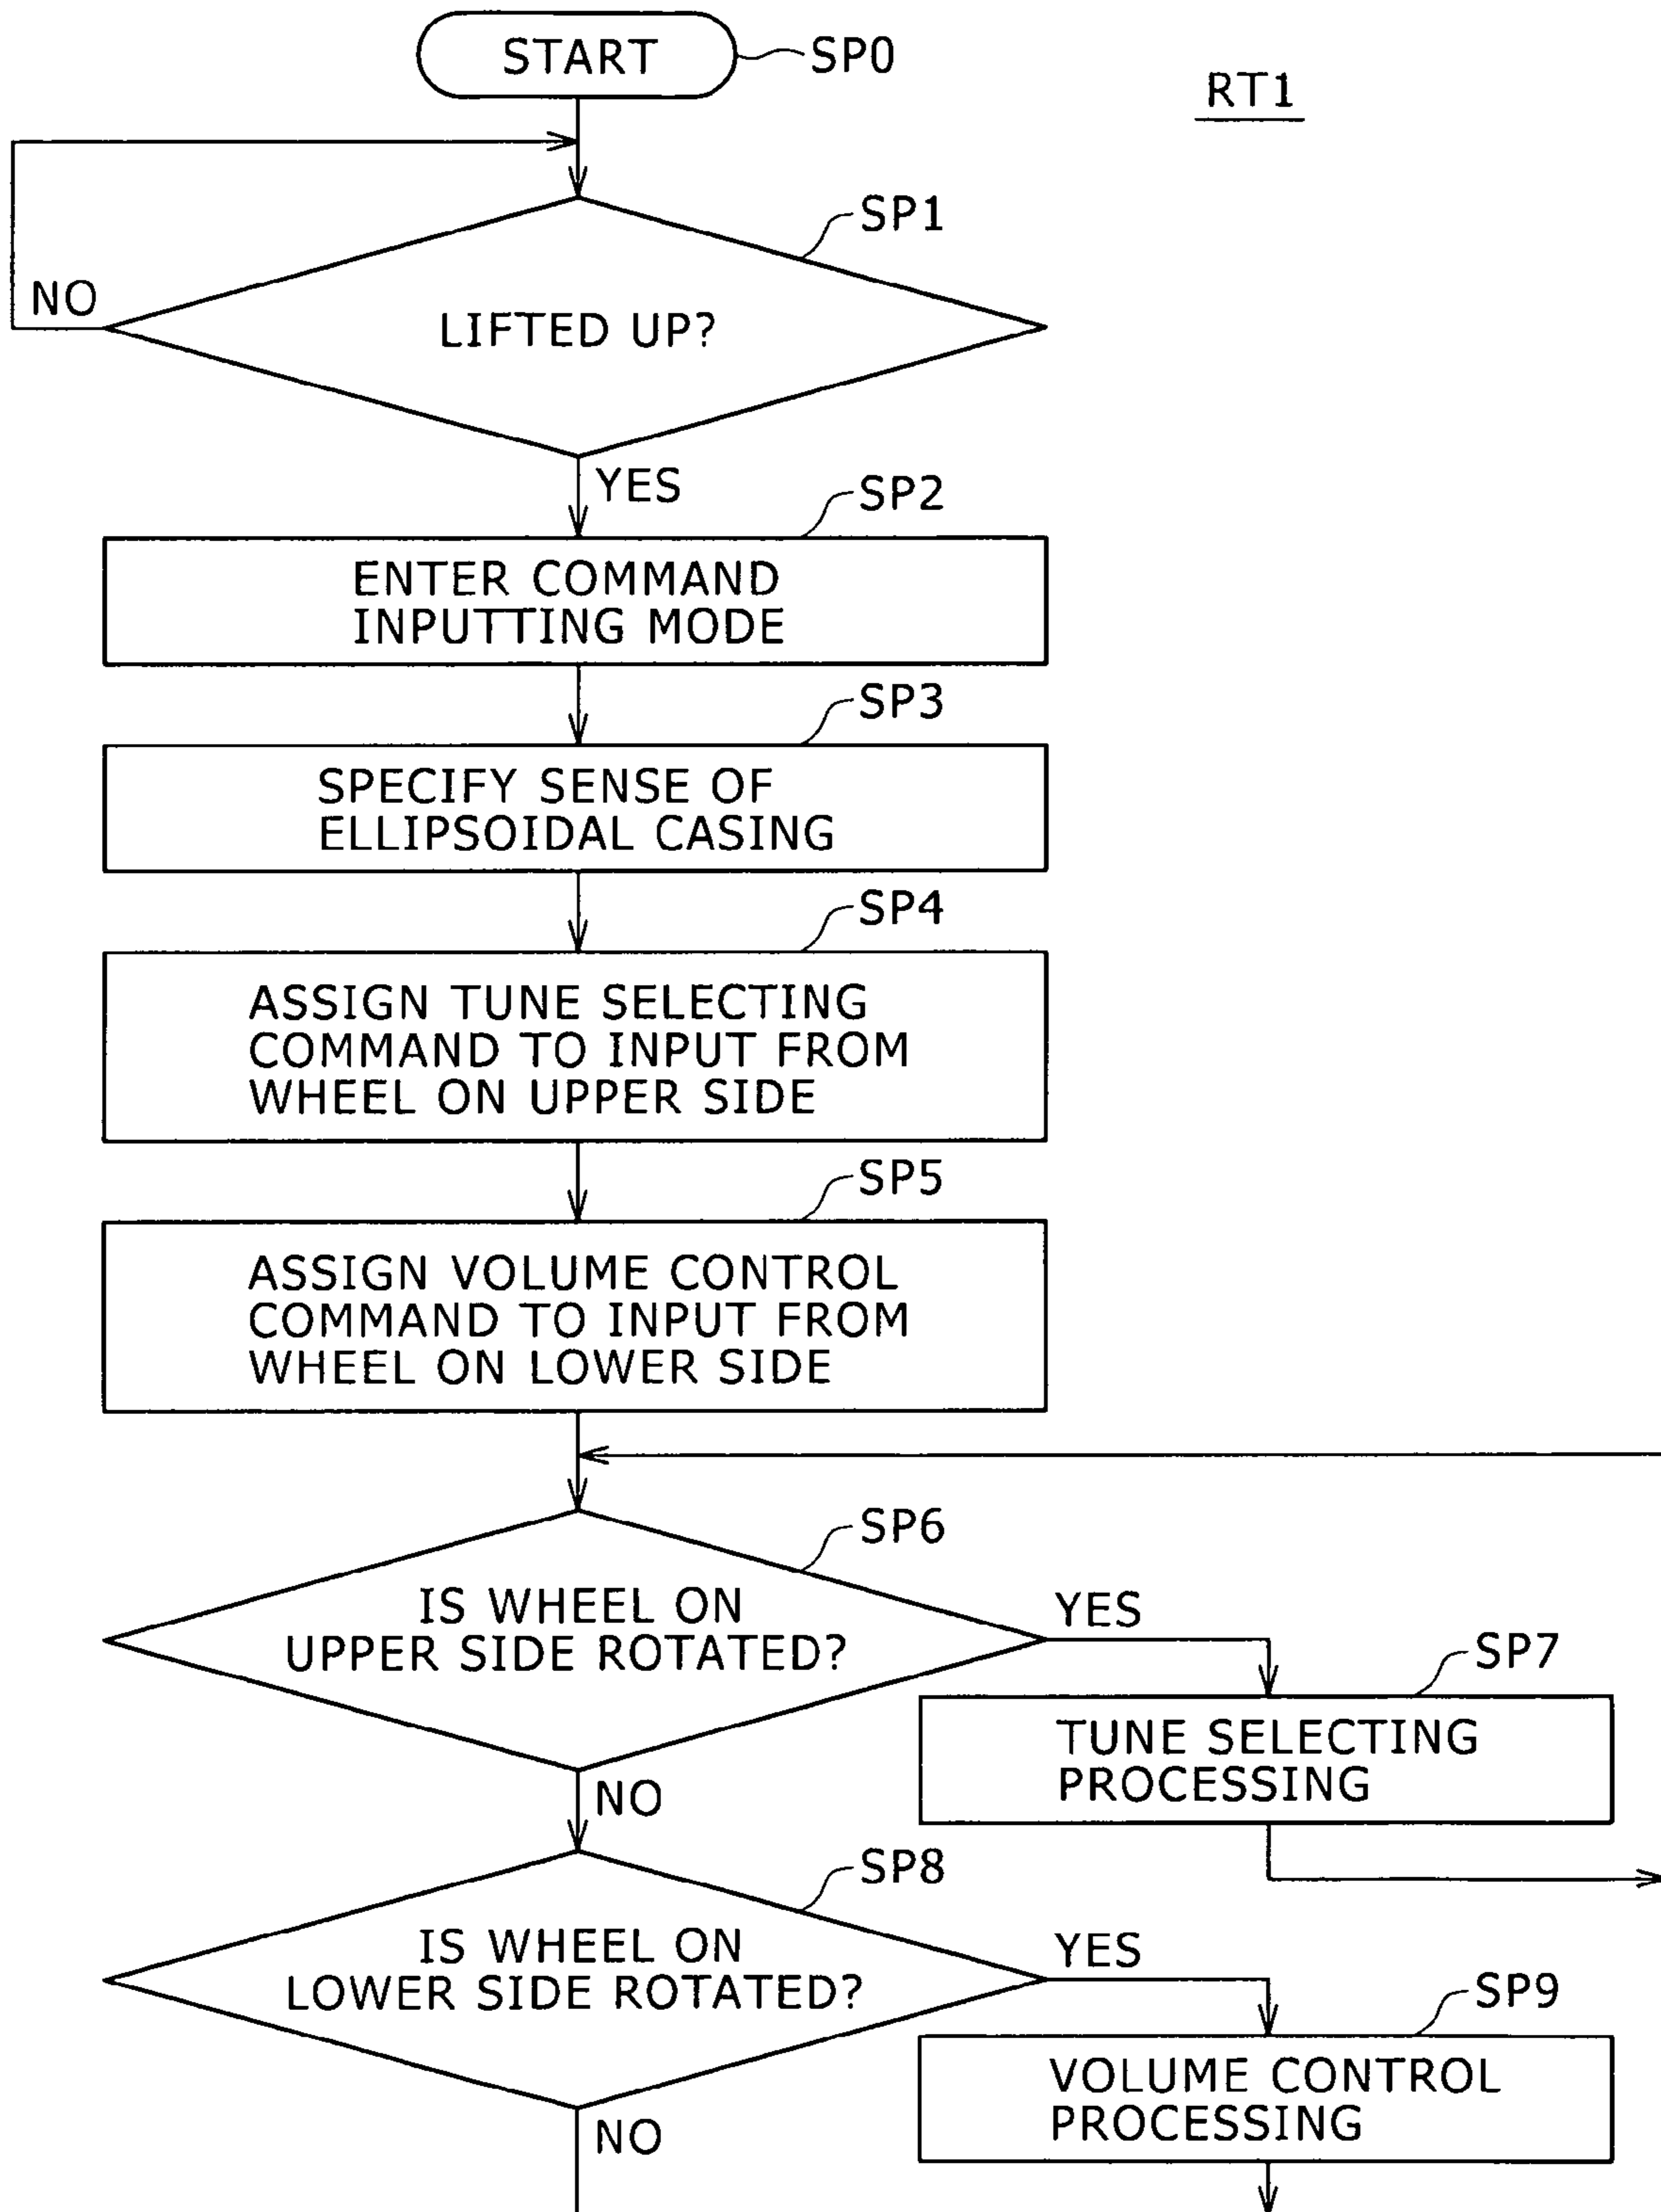 START
SP0
RT1
SP1
NO
LIFTED UP?
YES
SP2
ENTER COMMAND
INPUTTING MODE
SP3
SPECIFY SENSE OF
ELLIPSOIDAL CASING
SP4
ASSIGN TUNE SELECTING
COMMAND TO INPUT FROM
WHEEL ON UPPER SIDE
SP5
ASSIGN VOLUME CONTROL
COMMAND TO INPUT FROM
WHEEL ON LOWER SIDE
SP6
IS WHEEL ON
UPPER SIDE ROTATED?
YES
SP7
TUNE SELECTING
PROCESSING
NO
SP8
IS WHEEL ON
LOWER SIDE ROTATED?
YES
SP9
VOLUME CONTROL
PROCESSING
NO